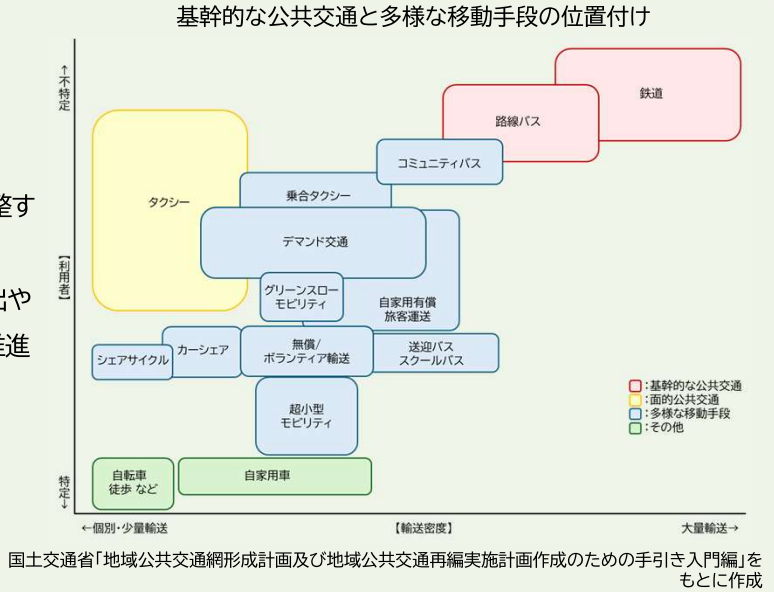 基幹的な公共交通と多様な移動手段の位置付け
↑不特定
鉄道
路線バス
コミュニティバス
整す
タクシー
乗合タクシー
デマンド交通
【利用者】
出や
グリーンスロー
モビリティ
自家用有償
旅客運送
推進
シェアサイクル
カーシェア
無償/
ボランティア輸送
送迎バス
スクールバス
超小型
モビリティ
:基幹的な公共交通
:面的公共交通
:多様な移動手段
:その他
特定↓
自転車
徒歩 など
自家用車
←個別・少量輸送
【輸送密度】
大量輸送→
国土交通省｢地域公共交通網形成計画及び地域公共交通再編実施計画作成のための手引き入門編｣を
もとに作成